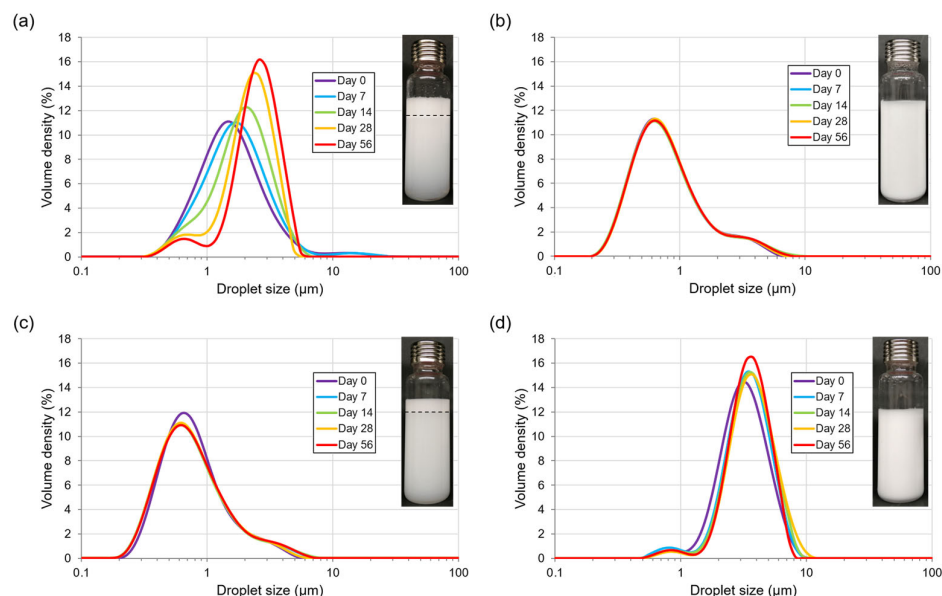 (a)
Volume density (%)
18
16
14
12
10
8
6
4
2
0
Day 0
Day 7
Day 14
Day 28
Day 56
0.1 1 10 100
Droplet size (µm)
(b)
Volume density (%)
18
16
14
12
10
8
6
4
2
0
Day 0
Day 7
Day 14
Day 28
Day 56
0.1 1 10 100
Droplet size (µm)
(c)
Volume density (%)
18
16
14
12
10
8
6
4
2
0
Day 0
Day 7
Day 14
Day 28
Day 56
0.1 1 10 100
Droplet size (µm)
(d)
Volume density (%)
18
16
14
12
10
8
6
4
2
0
Day 0
Day 7
Day 14
Day 28
Day 56
0.1 1 10 100
Droplet size (µm)